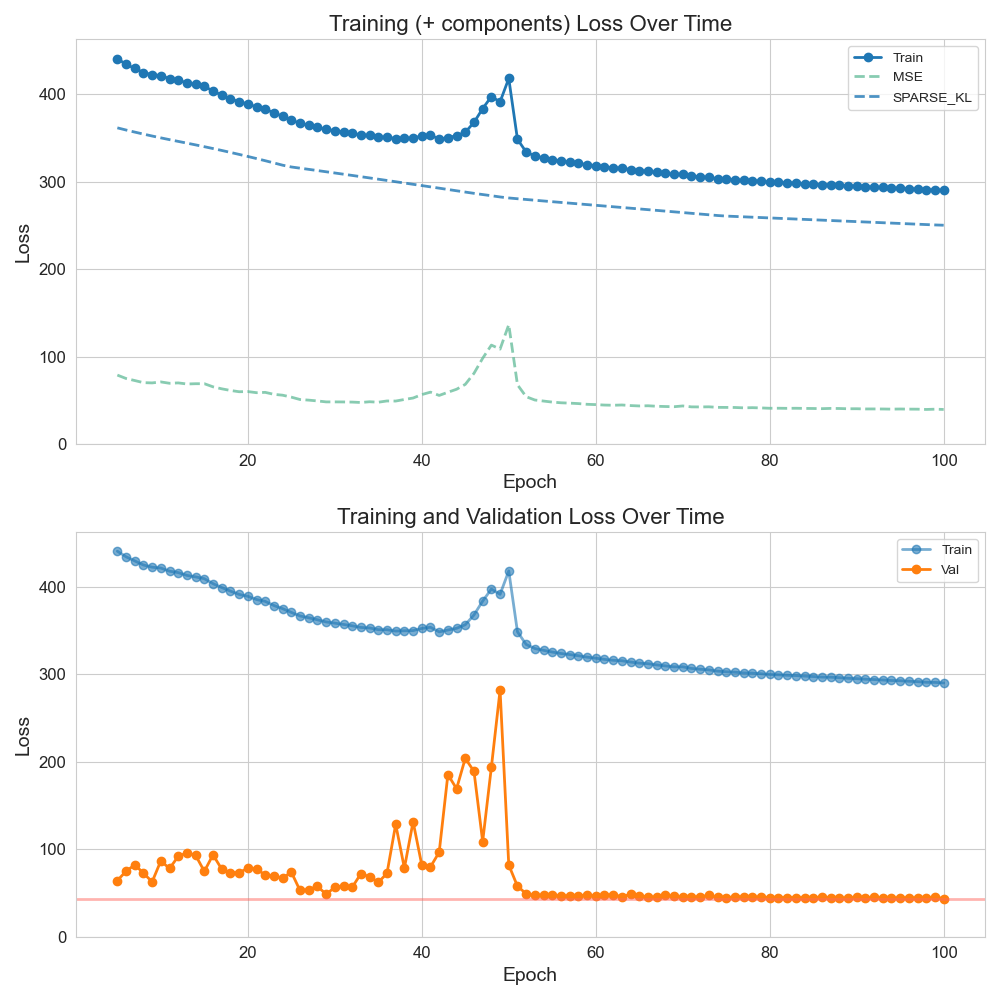 Training (+ components) Loss Over Time
Train
MSE
SPARSE_KL
Loss
400
300
200
100
0
20 40 60 80 100
Epoch
Training and Validation Loss Over Time
Train
Val
Loss
400
300
200
100
0
20 40 60 80 100
Epoch